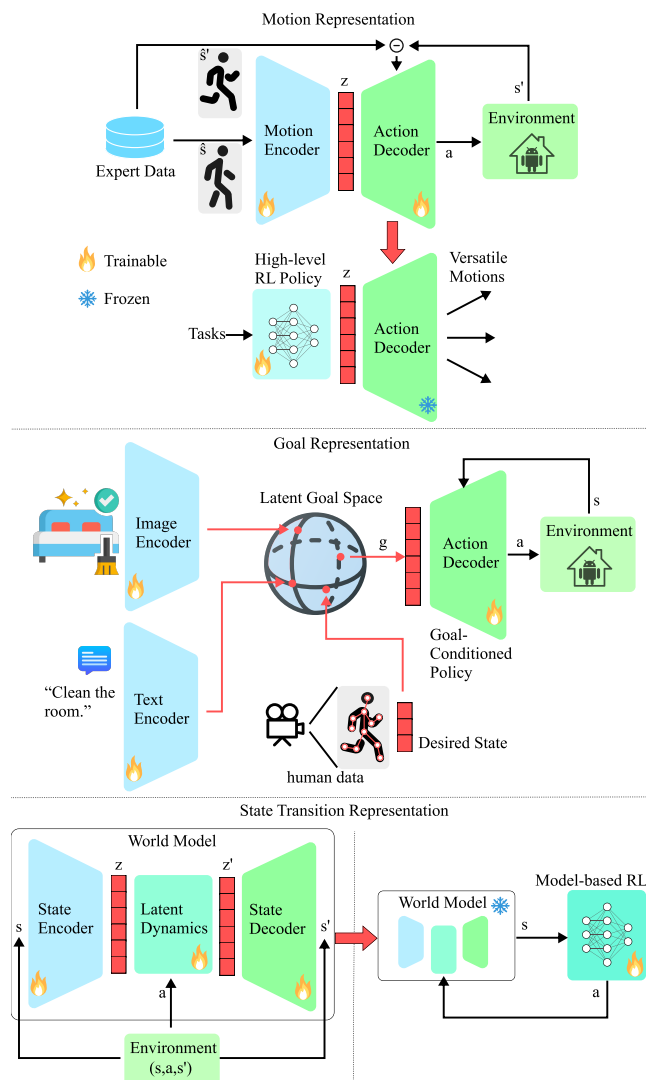 Motion Representation
ŝ'
s'
z
Motion
Encoder
Action
Decoder
Environment
a
Expert Data
ŝ
Trainable
Frozen
High-level
RL Policy
z
Versatile
Motions
Tasks
Action
Decoder
Goal Representation
Latent Goal Space
Image
Encoder
g
Action
Decoder
a
s
Environment
Goal-
Conditioned
Policy
“Clean the
room.”
Text
Encoder
Desired State
human data
State Transition Representation
World Model
z
z'
s
State
Encoder
Latent
Dynamics
State
Decoder
s'
a
Environment
(s,a,s')
World Model
s
Model-based RL
a